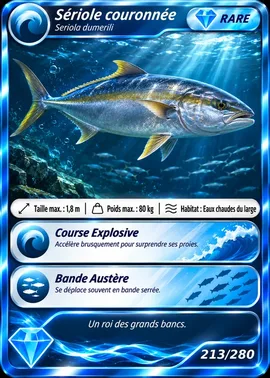 Sériole couronnée
RARE
Seriola dumerili
Taille max. : 1,8 m | Poids max. : 80 kg | Habitat : Eaux chaudes du large
Course Explosive
Accélère brusquement pour surprendre ses proies.
Bande Austère
Se déplace souvent en bande serrée.
Un roi des grands bancs.
213/280